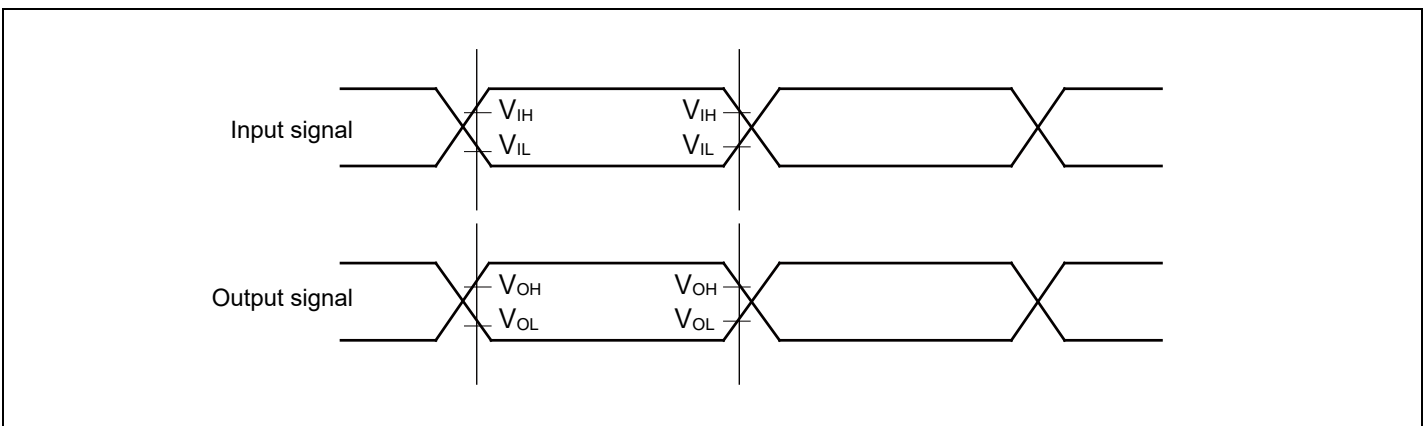 Input signal
VIH
VIH
VIL
VIL
Output signal
VOH
VOH
VOL
VOL